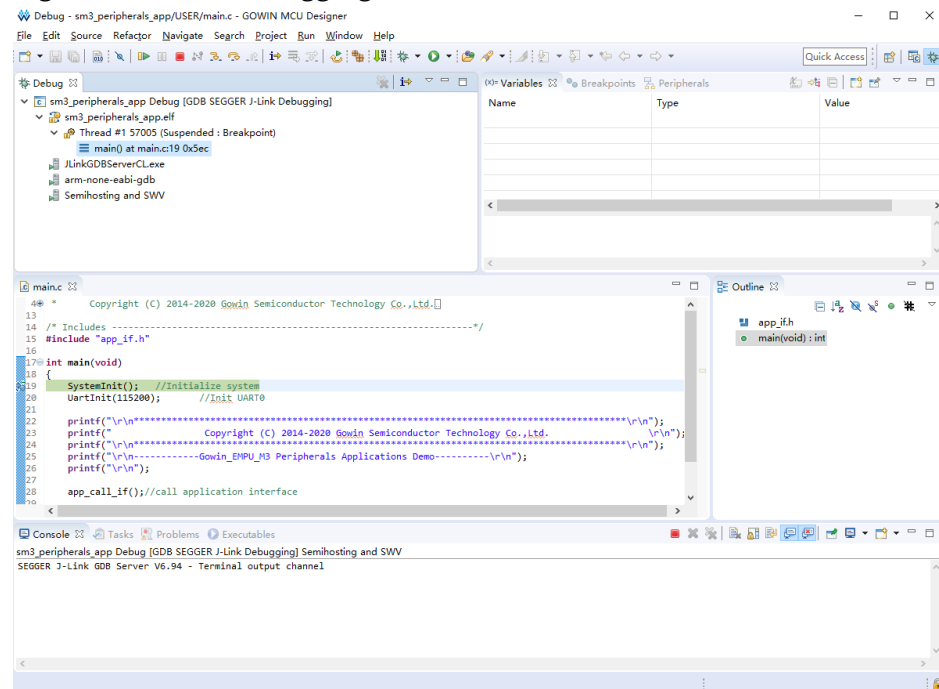 Debug - sm3_peripherals_app/USER/main.c - GOWIN MCU Designer
File Edit Source Refactor Navigate Search Project Run Window Help
Quick Access
Debug
sm3_peripherals_app Debug [GDB SEGGER J-Link Debugging]
sm3_peripherals_app.elf
Thread #1 57005 (Suspended : Breakpoint)
main() at main.c:19 0x5ec
JLinkGDBServerCL.exe
arm-none-eabi-gdb
Semihosting and SWV
(x)= Variables Breakpoints Peripherals
Name Type Value
main.c
4 * Copyright (C) 2014-2020 Gowin Semiconductor Technology Co.,Ltd.
13
14 /* Includes ------------------------------------------------------------------*/
15 #include "app_if.h"
16
17 int main(void)
18 {
19 SystemInit(); //Initialize system
20 UartInit(115200); //Init UART0
21
22 printf("\r\n*****************************************************************************\r\n");
23 printf(" Copyright (C) 2014-2020 Gowin Semiconductor Technology Co.,Ltd. \r\n");
24 printf("\r\n*****************************************************************************\r\n");
25 printf("\r\n------------Gowin_EMPU_M3 Peripherals Applications Demo----------\r\n");
26 printf("\r\n");
27
28 app_call_if();//call application interface
29
Outline
app_if.h
main(void) : int
Console Tasks Problems Executables
sm3_peripherals_app Debug [GDB SEGGER J-Link Debugging] Semihosting and SWV
SEGGER J-Link GDB Server V6.94 - Terminal output channel